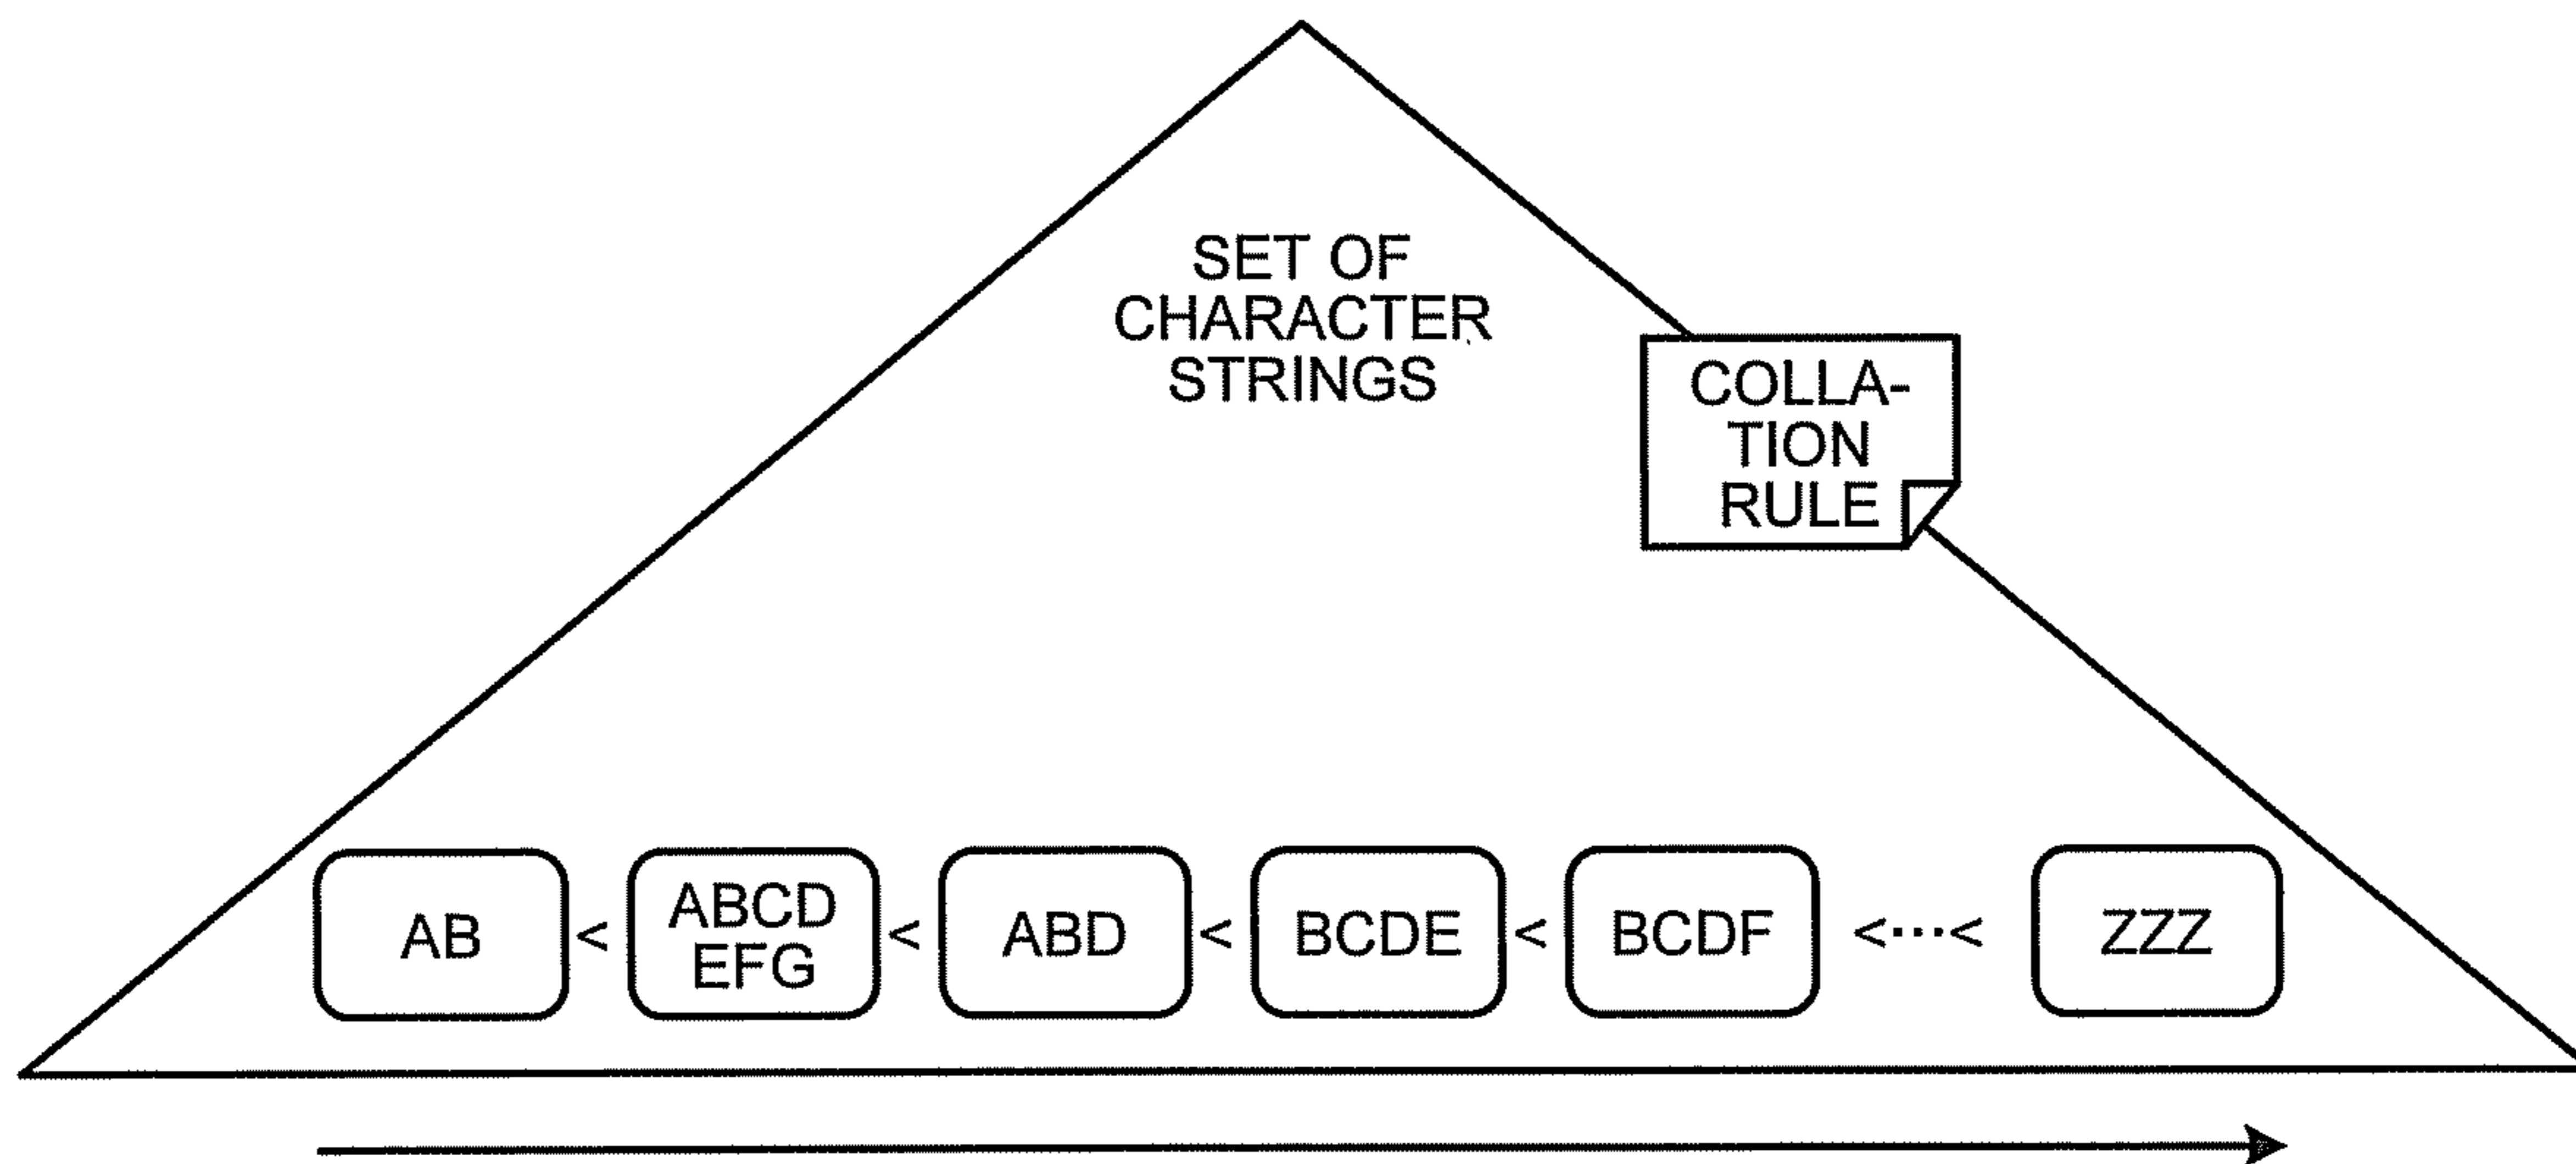 SET OF
CHARACTER
STRINGS
COLLA-
TION
RULE
AB < ABCD EFG < ABD < BCDE < BCDF <···< ZZZ